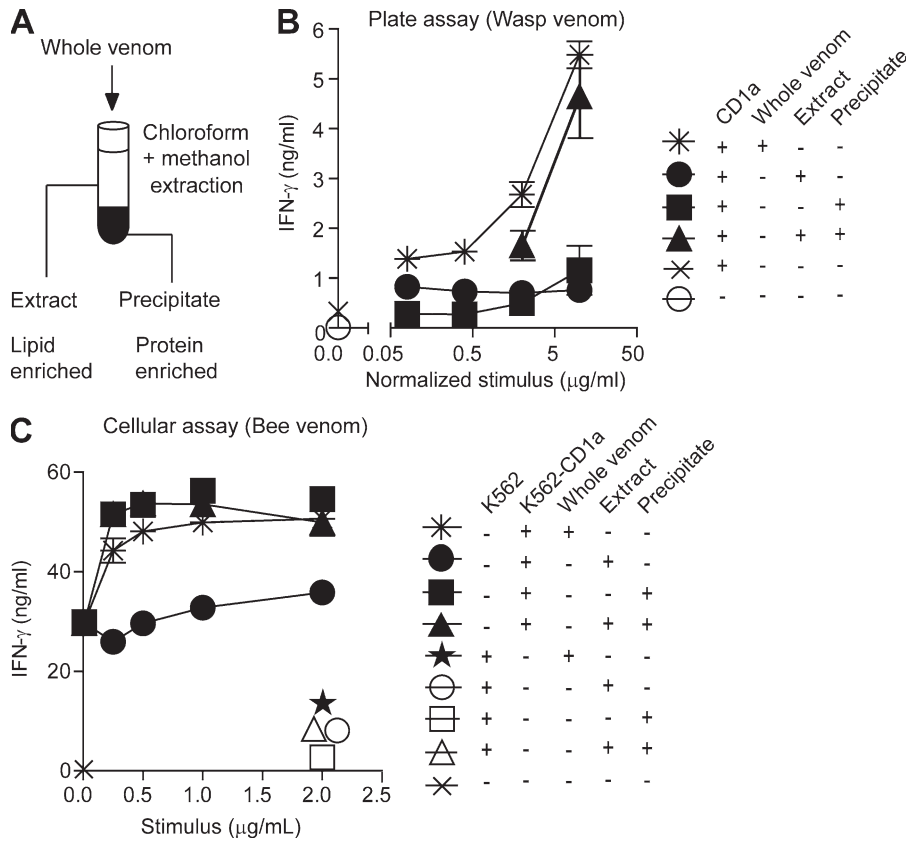 A
Whole venom
Chloroform
+ methanol
extraction
Extract
Precipitate
Lipid
enriched
Protein
enriched
B
Plate assay (Wasp venom)
IFN-γ (ng/ml)
6
5
4
3
2
1
0
0.0 0.05 0.5 5 50
Normalized stimulus (μg/ml)
CD1a Whole venom Extract Precipitate
+ + - -
+ - + -
+ - - +
+ - + +
+ - - -
- - - -
C
Cellular assay (Bee venom)
IFN-γ (ng/ml)
60
40
20
0
0.0 0.5 1.0 1.5 2.0 2.5
Stimulus (μg/mL)
K562 K562-CD1a Whole venom Extract Precipitate
- + + - -
- + - + -
- + - - +
- + - + +
+ - + - -
+ - - + -
+ - - - +
+ - - + +
- - - - -